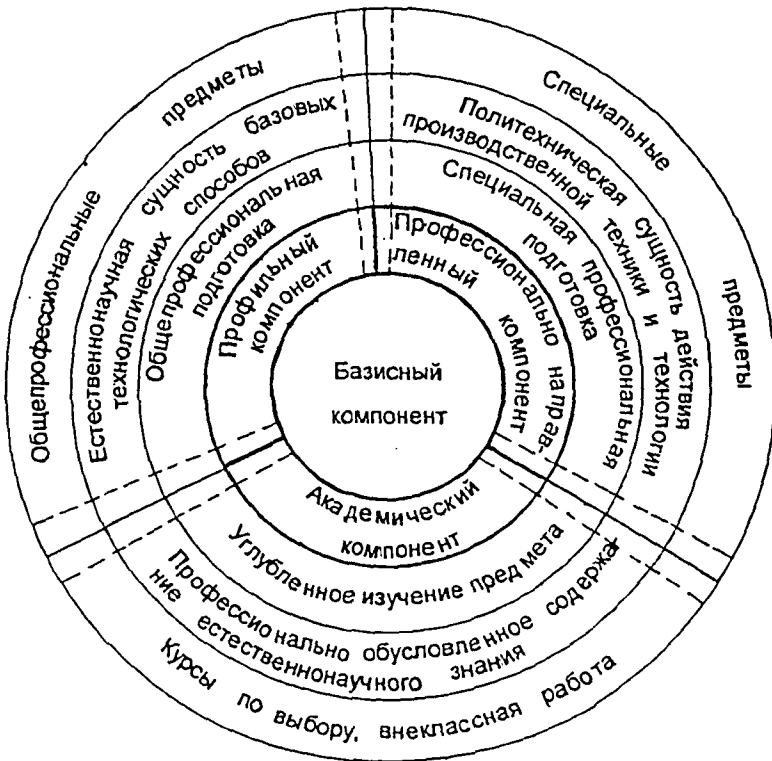 Базисный
компонент
Профильный
компонент
Общепрофессиональная
подготовка
Естественнонаучная сущность базовых
технологических способов
Общепрофессиональные предметы
Профессионально направ-
ленный компонент
Специальная профессиональная
подготовка
Политехническая сущность действия
производственной техники и технологии
Специальные предметы
Академический
компонент
Углубленное изучение предмета
Профессионально обусловленное содержа-
ние естественнонаучного знания
Курсы по выбору, внеклассная работа